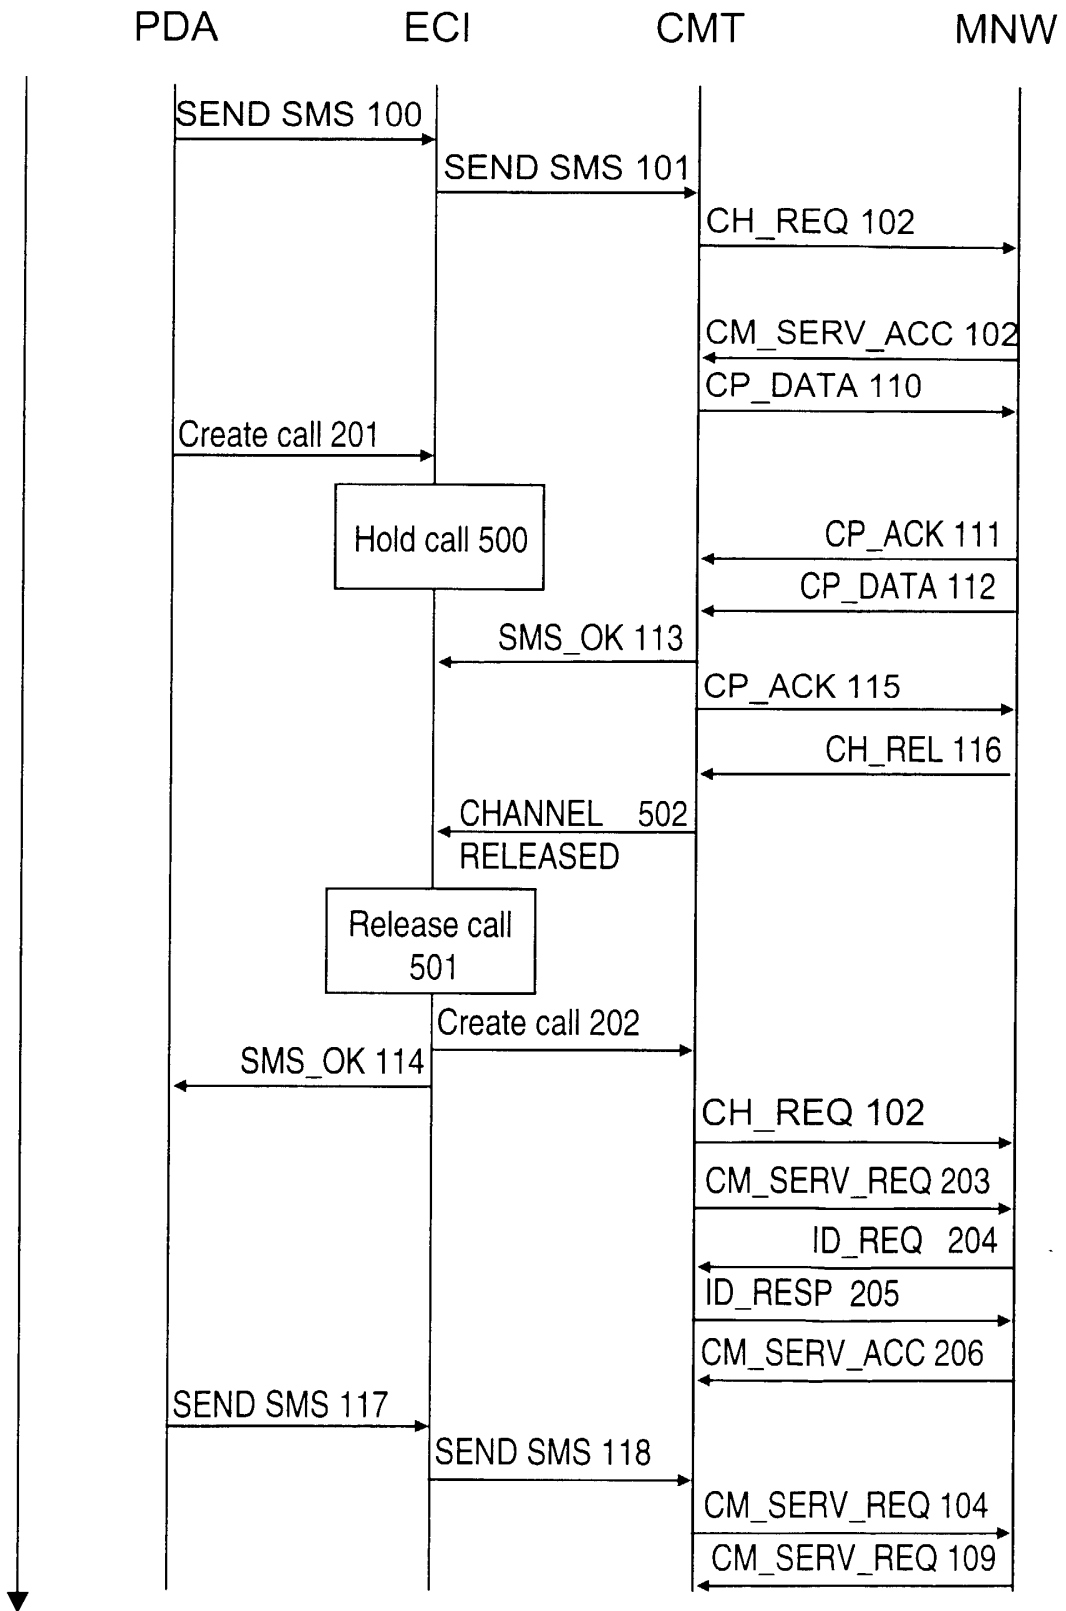 PDA ECI CMT MNW
SEND SMS 100
SEND SMS 101
CH_REQ 102
CM_SERV_ACC 102
CP_DATA 110
Create call 201
Hold call 500
CP_ACK 111
CP_DATA 112
SMS_OK 113
CP_ACK 115
CH_REL 116
CHANNEL 502
RELEASED
Release call
501
Create call 202
SMS_OK 114
CH_REQ 102
CM_SERV_REQ 203
ID_REQ 204
ID_RESP 205
CM_SERV_ACC 206
SEND SMS 117
SEND SMS 118
CM_SERV_REQ 104
CM_SERV_REQ 109